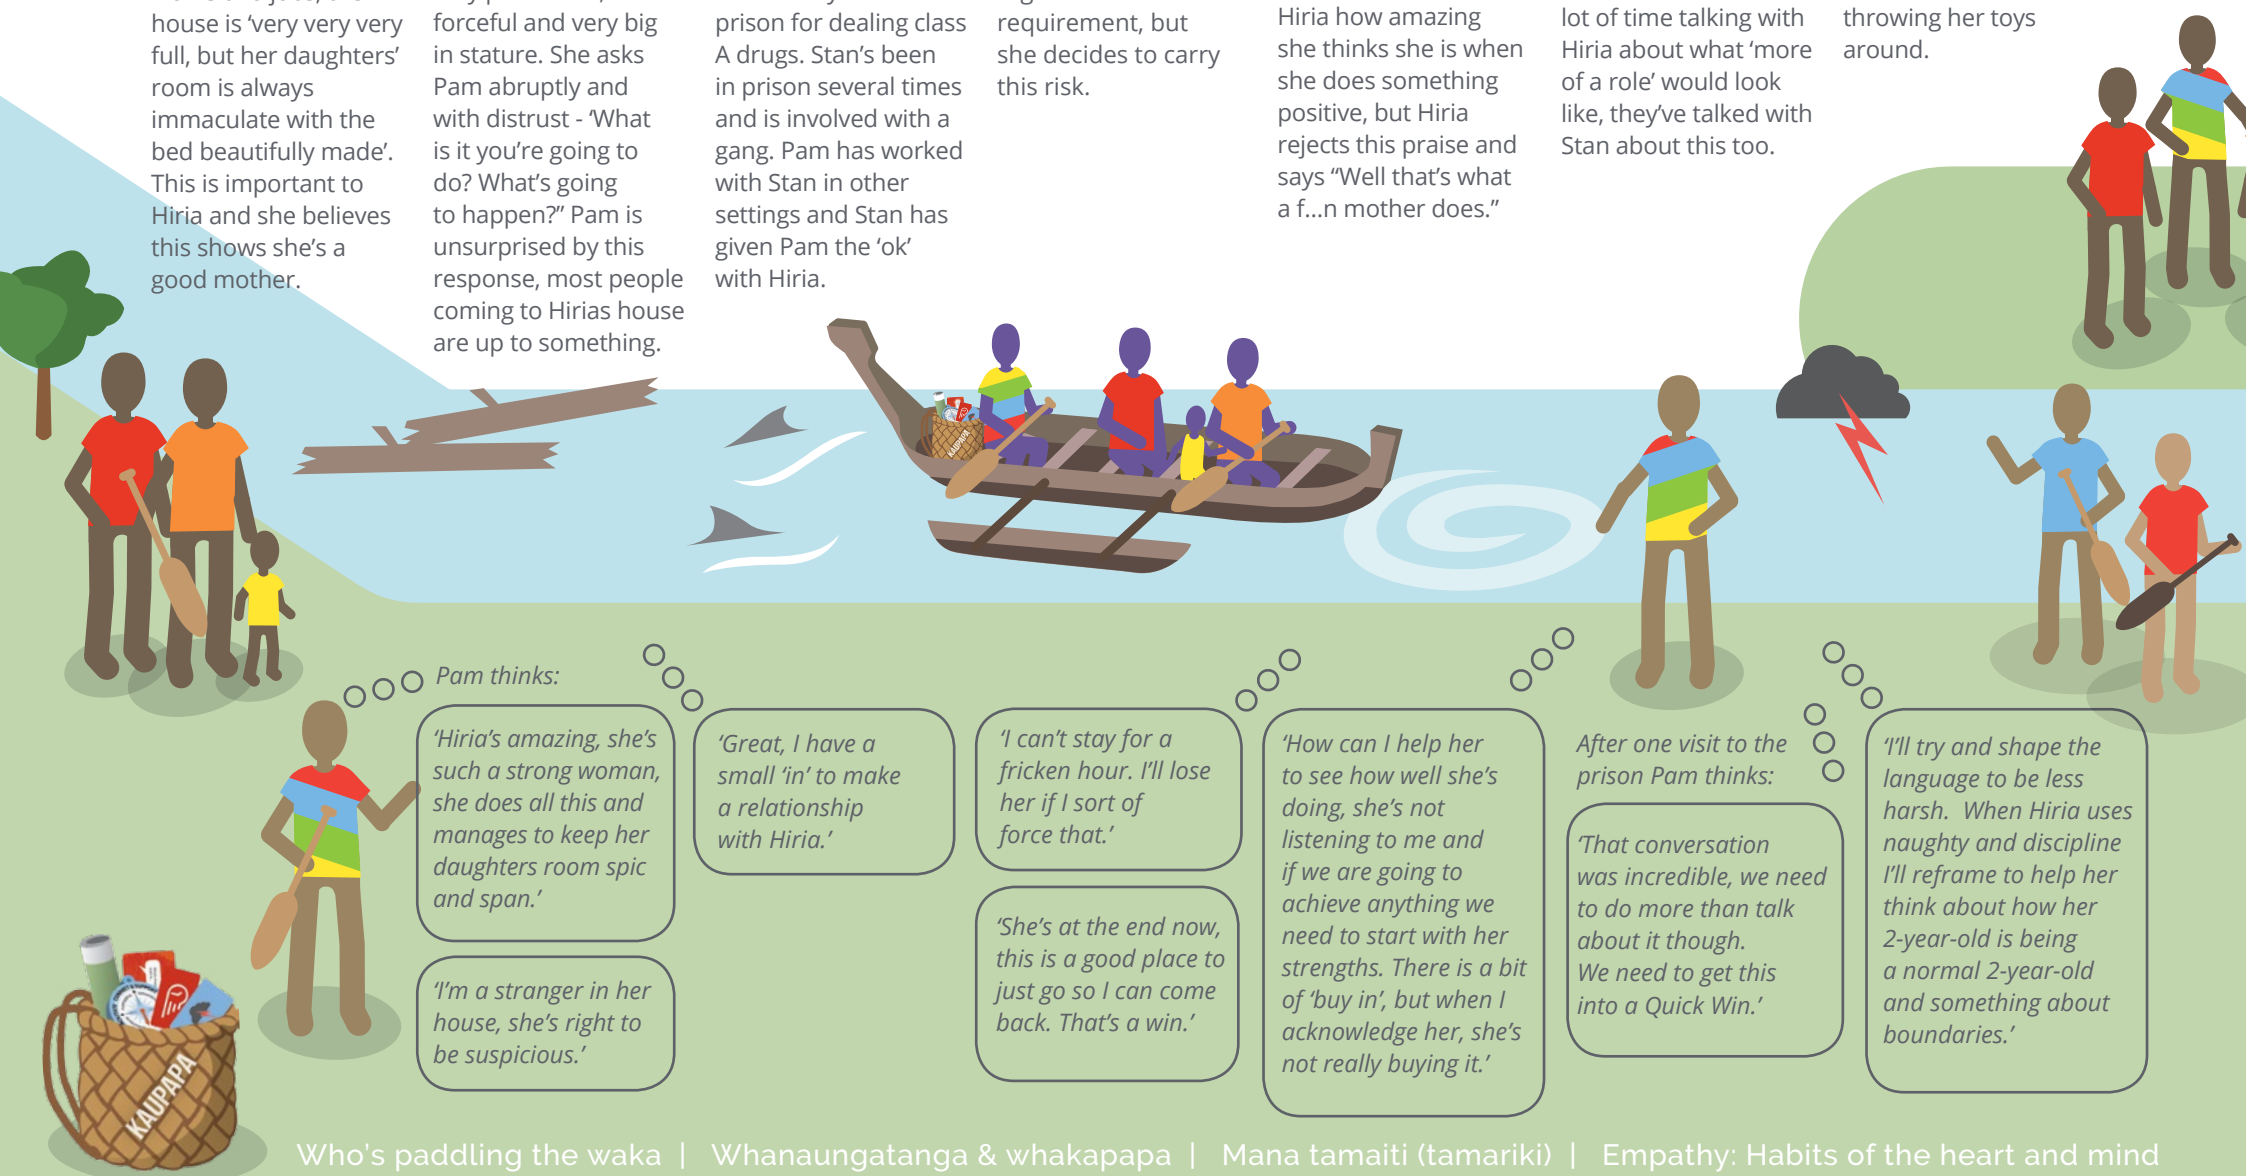 house is ‘very very very
full, but her daughters’
room is always
immaculate with the
bed beautifully made’.
This is important to
Hiria and she believes
this shows she’s a
good mother.
forceful and very big
in stature. She asks
Pam abruptly and
with distrust - ‘What
is it you’re going to
do? What’s going
to happen?” Pam is
unsurprised by this
response, most people
coming to Hirias house
are up to something.
prison for dealing class
A drugs. Stan’s been
in prison several times
and is involved with a
gang. Pam has worked
with Stan in other
settings and Stan has
given Pam the ‘ok’
with Hiria.
requirement, but
she decides to carry
this risk.
Hiria how amazing
she thinks she is when
she does something
positive, but Hiria
rejects this praise and
says “Well that’s what
a f...n mother does.”
lot of time talking with
Hiria about what ‘more
of a role’ would look
like, they’ve talked with
Stan about this too.
throwing her toys
around.
KAUPAPA
Pam thinks:
‘Hiria’s amazing, she’s
such a strong woman,
she does all this and
manages to keep her
daughters room spic
and span.’
‘I’m a stranger in her
house, she’s right to
be suspicious.’
‘Great, I have a
small ‘in’ to make
a relationship
with Hiria.’
‘I can’t stay for a
fricken hour. I’ll lose
her if I sort of
force that.’
‘She’s at the end now,
this is a good place to
just go so I can come
back. That’s a win.’
‘How can I help her
to see how well she’s
doing, she’s not
listening to me and
if we are going to
achieve anything we
need to start with her
strengths. There is a bit
of ‘buy in’, but when I
acknowledge her, she’s
not really buying it.’
After one visit to the
prison Pam thinks:
‘That conversation
was incredible, we need
to do more than talk
about it though.
We need to get this
into a Quick Win.’
‘I’ll try and shape the
language to be less
harsh. When Hiria uses
naughty and discipline
I’ll reframe to help her
think about how her
2-year-old is being
a normal 2-year-old
and something about
boundaries.’
KAUPAPA
Who’s paddling the waka | Whanaungatanga & whakapapa | Mana tamaiti (tamariki) | Empathy: Habits of the heart and mind